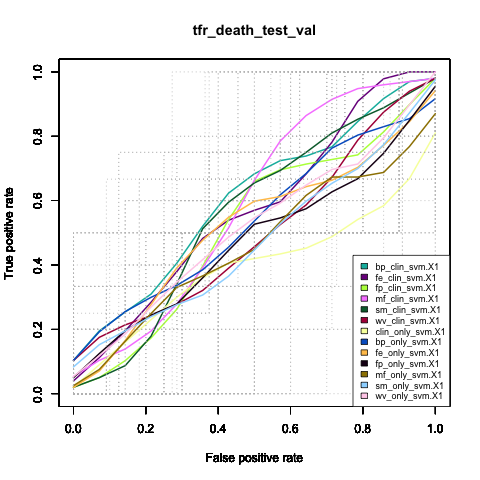 tfr_death_test_val
True positive rate
1.0
0.8
0.6
0.4
0.2
0.0
bp_clin_svm.X1
fe_clin_svm.X1
fp_clin_svm.X1
mf_clin_svm.X1
sm_clin_svm.X1
wv_clin_svm.X1
clin_only_svm.X1
bp_only_svm.X1
fe_only_svm.X1
fp_only_svm.X1
mf_only_svm.X1
sm_only_svm.X1
wv_only_svm.X1
0.0 0.2 0.4 0.6 0.8 1.0
False positive rate